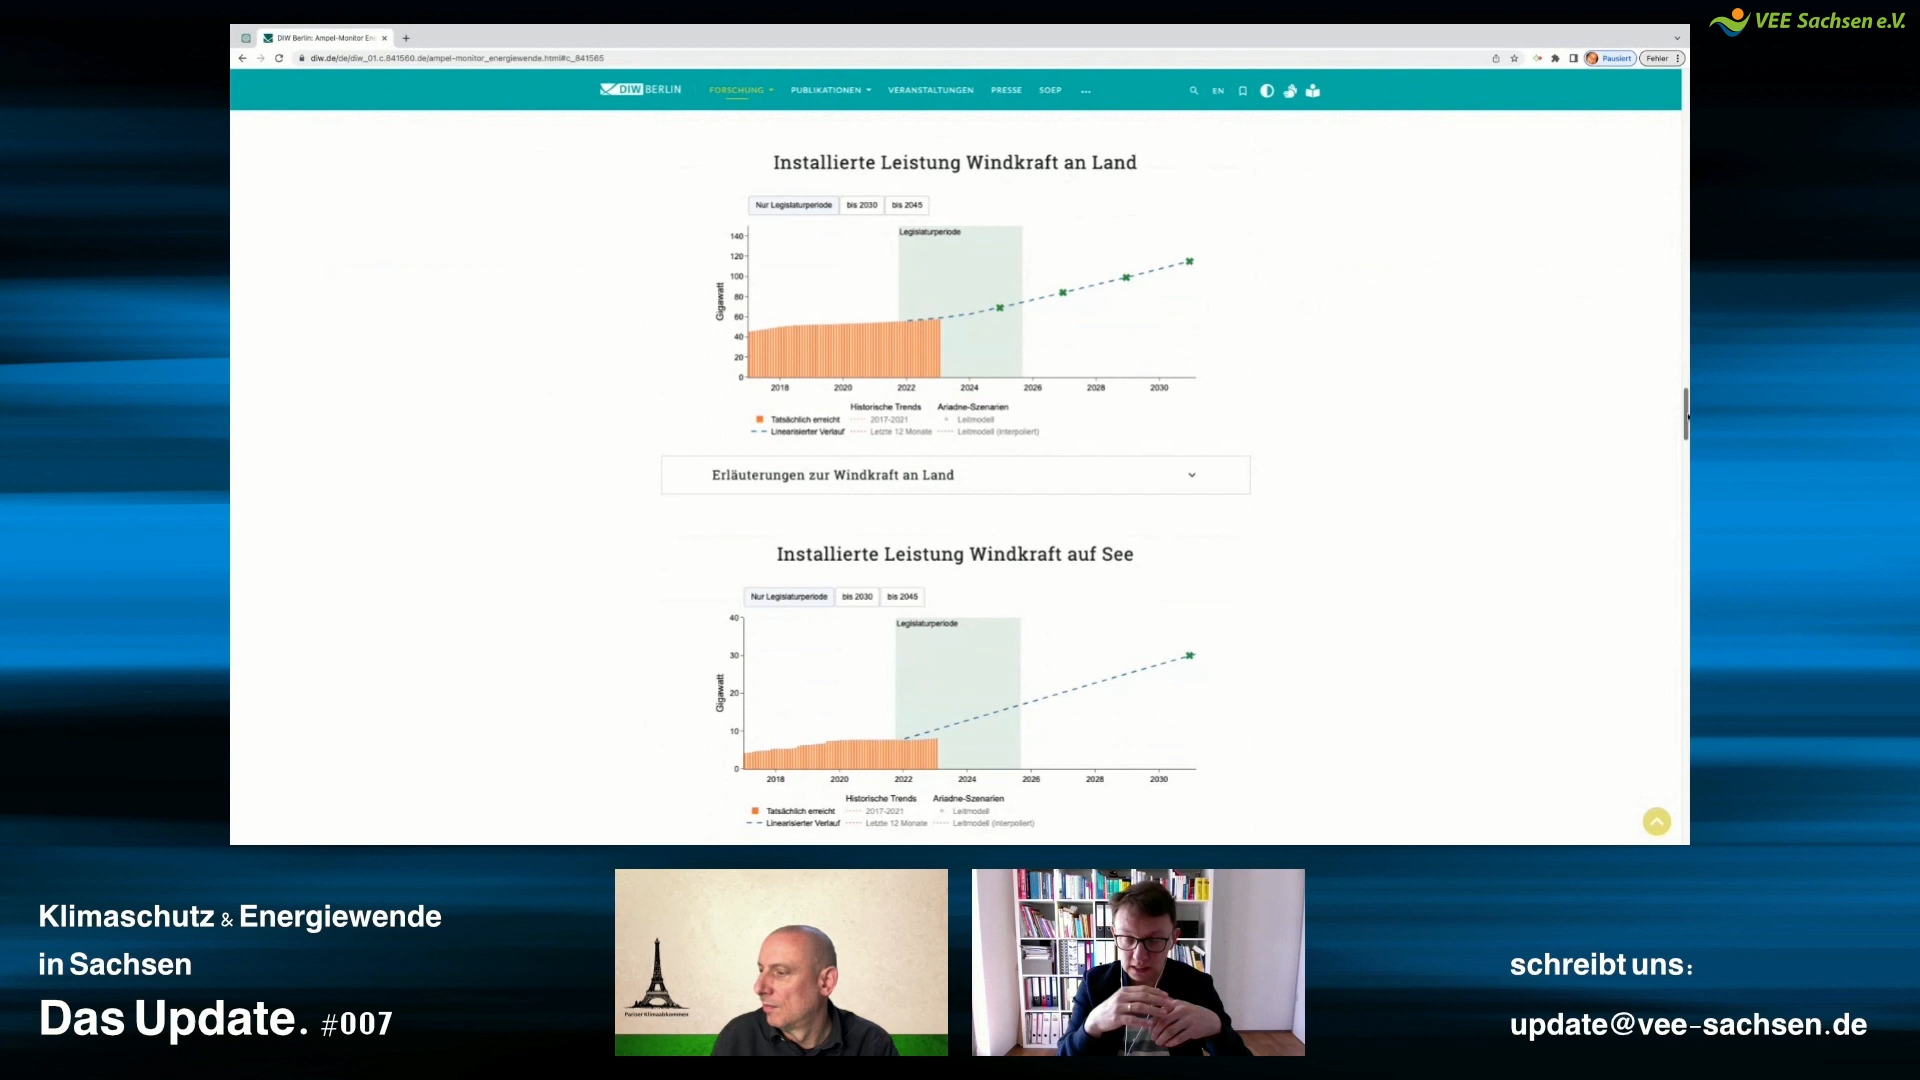 VEE Sachsen e.V.
DIW Berlin: Ampel-Monitor En
diw.de/de/diw_01.c.841560.de/ampel-monitor_energiewende.html#c_841565
Pausiert
Fehler
DIW BERLIN
FORSCHUNG
PUBLIKATIONEN
VERANSTALTUNGEN
PRESSE
SOEP
...
EN
Installierte Leistung Windkraft an Land
Nur Legislaturperiode bis 2030 bis 2045
Legislaturperiode
Gigawatt
140
120
100
80
60
40
20
0
2018 2020 2022 2024 2026 2028 2030
Historische Trends Ariadne-Szenarien
Tatsächlich erreicht 2017-2021 Leitmodell
Linearisierter Verlauf Letzte 12 Monate Leitmodell (interpoliert)
Erläuterungen zur Windkraft an Land
Installierte Leistung Windkraft auf See
Nur Legislaturperiode bis 2030 bis 2045
Legislaturperiode
Gigawatt
40
30
20
10
0
2018 2020 2022 2024 2026 2028 2030
Historische Trends Ariadne-Szenarien
Tatsächlich erreicht 2017-2021 Leitmodell
Linearisierter Verlauf Letzte 12 Monate Leitmodell (interpoliert)
Klimaschutz & Energiewende
in Sachsen
Das Update. #007
Pariser Klimaabkommen
schreibt uns:
update@vee-sachsen.de